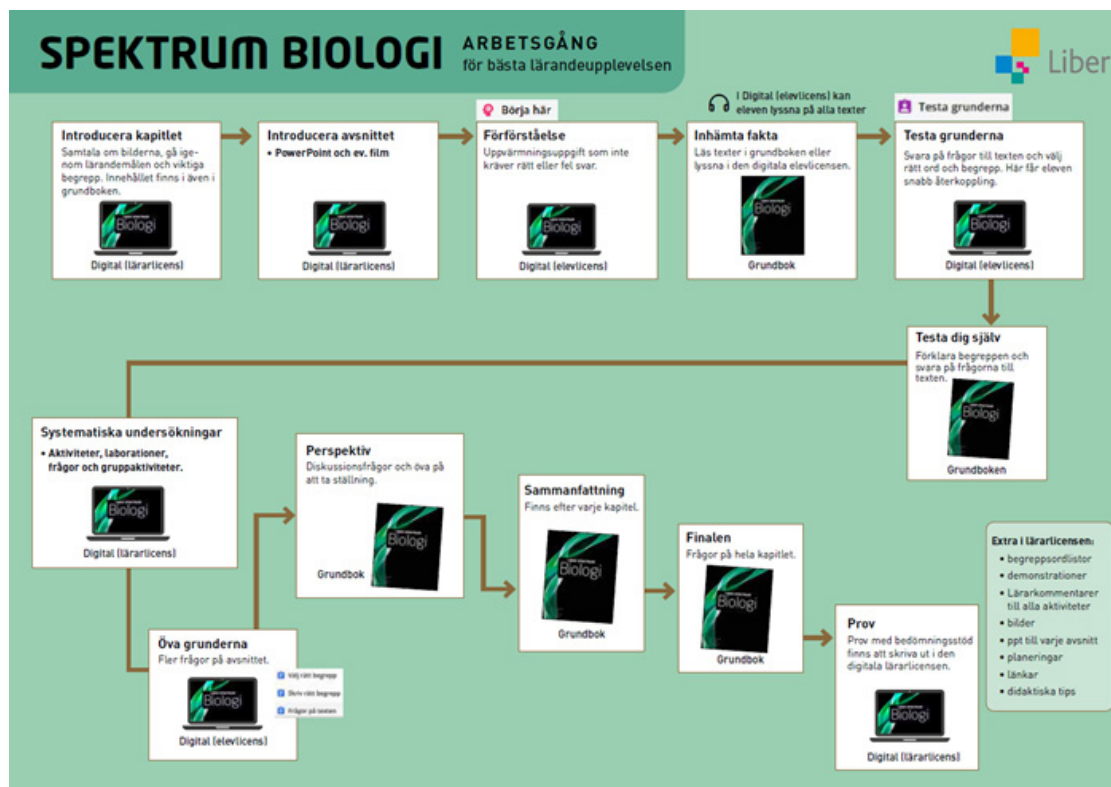 SPEKTRUM BIOLOGI
ARBETSGÅNG
för bästa lärandeupplevelsen
Liber
Introducera kapitlet
Samtala om bilderna, gå ige-
nom lärandemålen och viktiga
begrepp. Innehållet finns i även i
grundboken.
Biologi
Digital (lärarlicens)
Introducera avsnittet
• PowerPoint och ev. film
Biologi
Digital (lärarlicens)
Börja här
Förförståelse
Uppvärmningsuppgift som inte
kräver rätt eller fel svar.
Biologi
Digital (elevlicens)
I Digital (elevlicens) kan
eleven lyssna på alla texter
Inhämta fakta
Läs texter i grundboken eller
lyssna i den digitala elevlicensen.
Biologi
Grundbok
Testa grunderna
Testa grunderna
Svara på frågor till texten och välj
rätt ord och begrepp. Här får eleven
snabb återkoppling.
Biologi
Digital (elevlicens)
Testa dig själv
Förklara begreppen och
svara på frågorna till
texten.
Biologi
Grundboken
Systematiska undersökningar
• Aktiviteter, laborationer,
frågor och gruppaktiviteter.
Biologi
Digital (lärarlicens)
Öva grunderna
Fler frågor på avsnittet.
Biologi
Digital (elevlicens)
Välj rätt begrepp
Skriv rätt begrepp
Frågor på texten
Perspektiv
Diskussionsfrågor och öva på
att ta ställning.
Biologi
Grundbok
Sammanfattning
Finns efter varje kapitel.
Biologi
Grundbok
Finalen
Frågor på hela kapitlet.
Biologi
Grundbok
Prov
Prov med bedömningsstöd
finns att skriva ut i den
digitala lärarlicensen.
Biologi
Digital (lärarlicens)
Extra i lärarlicensen:
• begreppsordlistor
• demonstrationer
• Lärarkommentarer
till alla aktiviteter
• bilder
• ppt till varje avsnitt
• planeringar
• länkar
• didaktiska tips